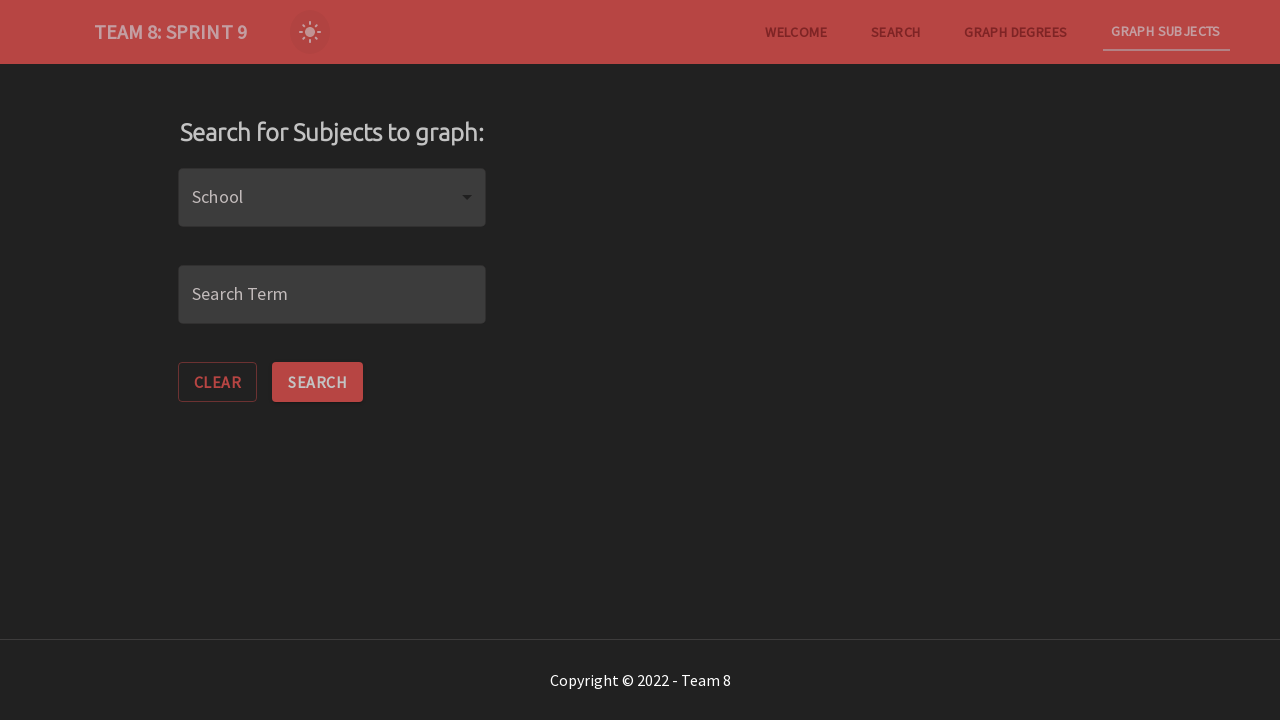 TEAM 8: SPRINT 9
WELCOME
SEARCH
GRAPH DEGREES
GRAPH SUBJECTS
Search for Subjects to graph:
School
Search Term
CLEAR
SEARCH
Copyright © 2022 - Team 8